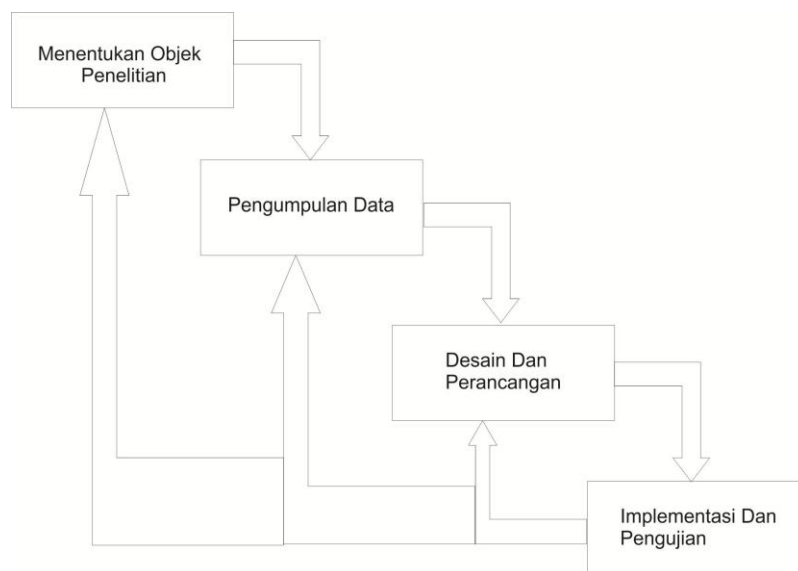 Menentukan Objek
Penelitian
Pengumpulan Data
Desain Dan
Perancangan
Implementasi Dan
Pengujian